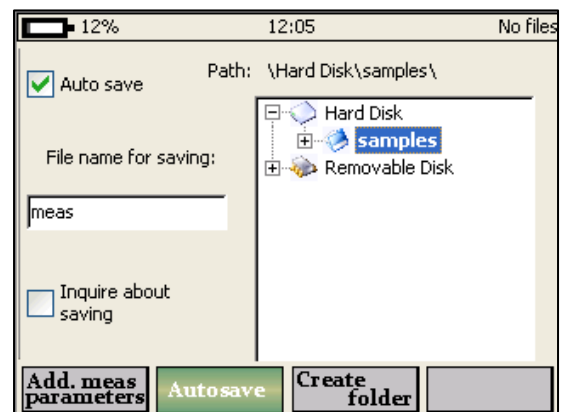 12% 12:05 No files
Auto save Path: \Hard Disk\samples\
Hard Disk
samples
Removable Disk
File name for saving:
meas
Inquire about
saving
Add. meas
parameters
Autosave
Create
folder